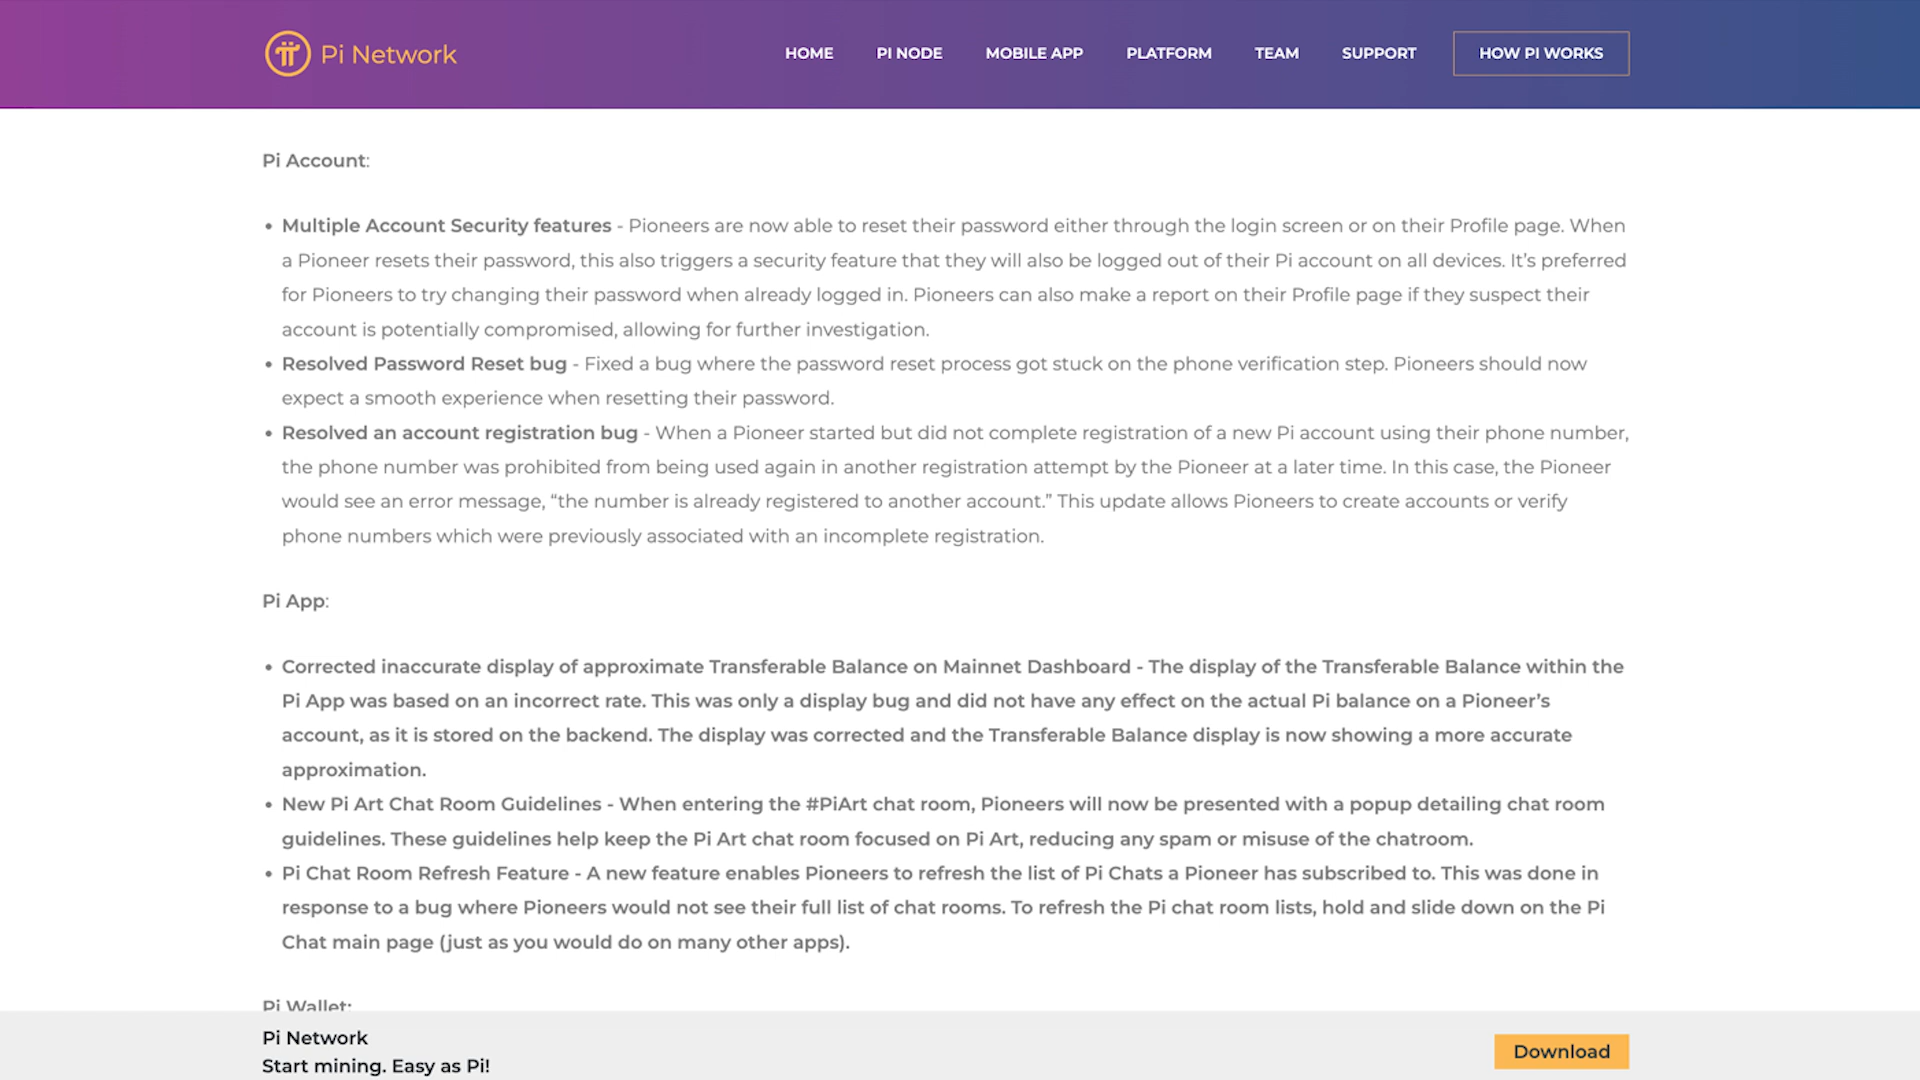 Pi Network
HOME PI NODE MOBILE APP PLATFORM TEAM SUPPORT HOW PI WORKS
Pi Account:
• Multiple Account Security features - Pioneers are now able to reset their password either through the login screen or on their Profile page. When
a Pioneer resets their password, this also triggers a security feature that they will also be logged out of their Pi account on all devices. It’s preferred
for Pioneers to try changing their password when already logged in. Pioneers can also make a report on their Profile page if they suspect their
account is potentially compromised, allowing for further investigation.
• Resolved Password Reset bug - Fixed a bug where the password reset process got stuck on the phone verification step. Pioneers should now
expect a smooth experience when resetting their password.
• Resolved an account registration bug - When a Pioneer started but did not complete registration of a new Pi account using their phone number,
the phone number was prohibited from being used again in another registration attempt by the Pioneer at a later time. In this case, the Pioneer
would see an error message, “the number is already registered to another account.” This update allows Pioneers to create accounts or verify
phone numbers which were previously associated with an incomplete registration.
Pi App:
• Corrected inaccurate display of approximate Transferable Balance on Mainnet Dashboard - The display of the Transferable Balance within the
Pi App was based on an incorrect rate. This was only a display bug and did not have any effect on the actual Pi balance on a Pioneer’s
account, as it is stored on the backend. The display was corrected and the Transferable Balance display is now showing a more accurate
approximation.
• New Pi Art Chat Room Guidelines - When entering the #PiArt chat room, Pioneers will now be presented with a popup detailing chat room
guidelines. These guidelines help keep the Pi Art chat room focused on Pi Art, reducing any spam or misuse of the chatroom.
• Pi Chat Room Refresh Feature - A new feature enables Pioneers to refresh the list of Pi Chats a Pioneer has subscribed to. This was done in
response to a bug where Pioneers would not see their full list of chat rooms. To refresh the Pi chat room lists, hold and slide down on the Pi
Chat main page (just as you would do on many other apps).
Pi Wallet:
Pi Network
Start mining. Easy as Pi!
Download